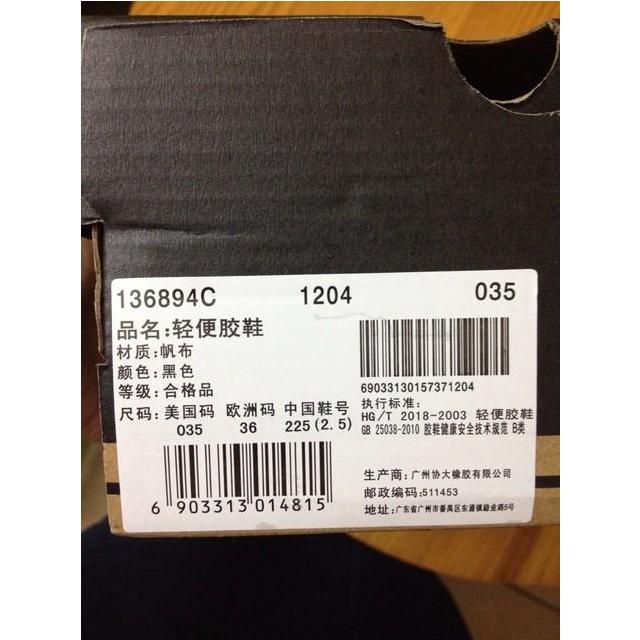 136894C 1204 035
品名:轻便胶鞋
材质:帆布
颜色:黑色
等级:合格品
尺码:美国码 欧洲码 中国鞋号
035 36 225(2.5)
6 903313 014815
69033130157371204
执行标准:
HG/T 2018-2003 轻便胶鞋
GB 25038-2010 胶鞋健康安全技术规范 B类
生产商:广州协大橡胶有限公司
邮政编码:511453
地址:广东省广州市番禺区东涌镇励业路5号